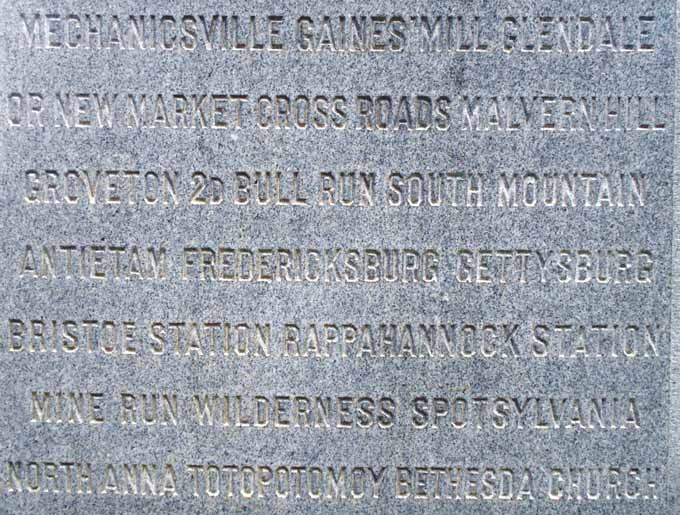 MECHANICSVILLE GAINES' MILL GLENDALE
OR NEW MARKET CROSS ROADS MALVERN HILL
GROVETON 2D BULL RUN SOUTH MOUNTAIN
ANTIETAM FREDERICKSBURG GETTYSBURG
BRISTOE STATION RAPPAHANNOCK STATION
MINE RUN WILDERNESS SPOTSYLVANIA
NORTH ANNA TOTOPOTOMOY BETHESDA CHURCH